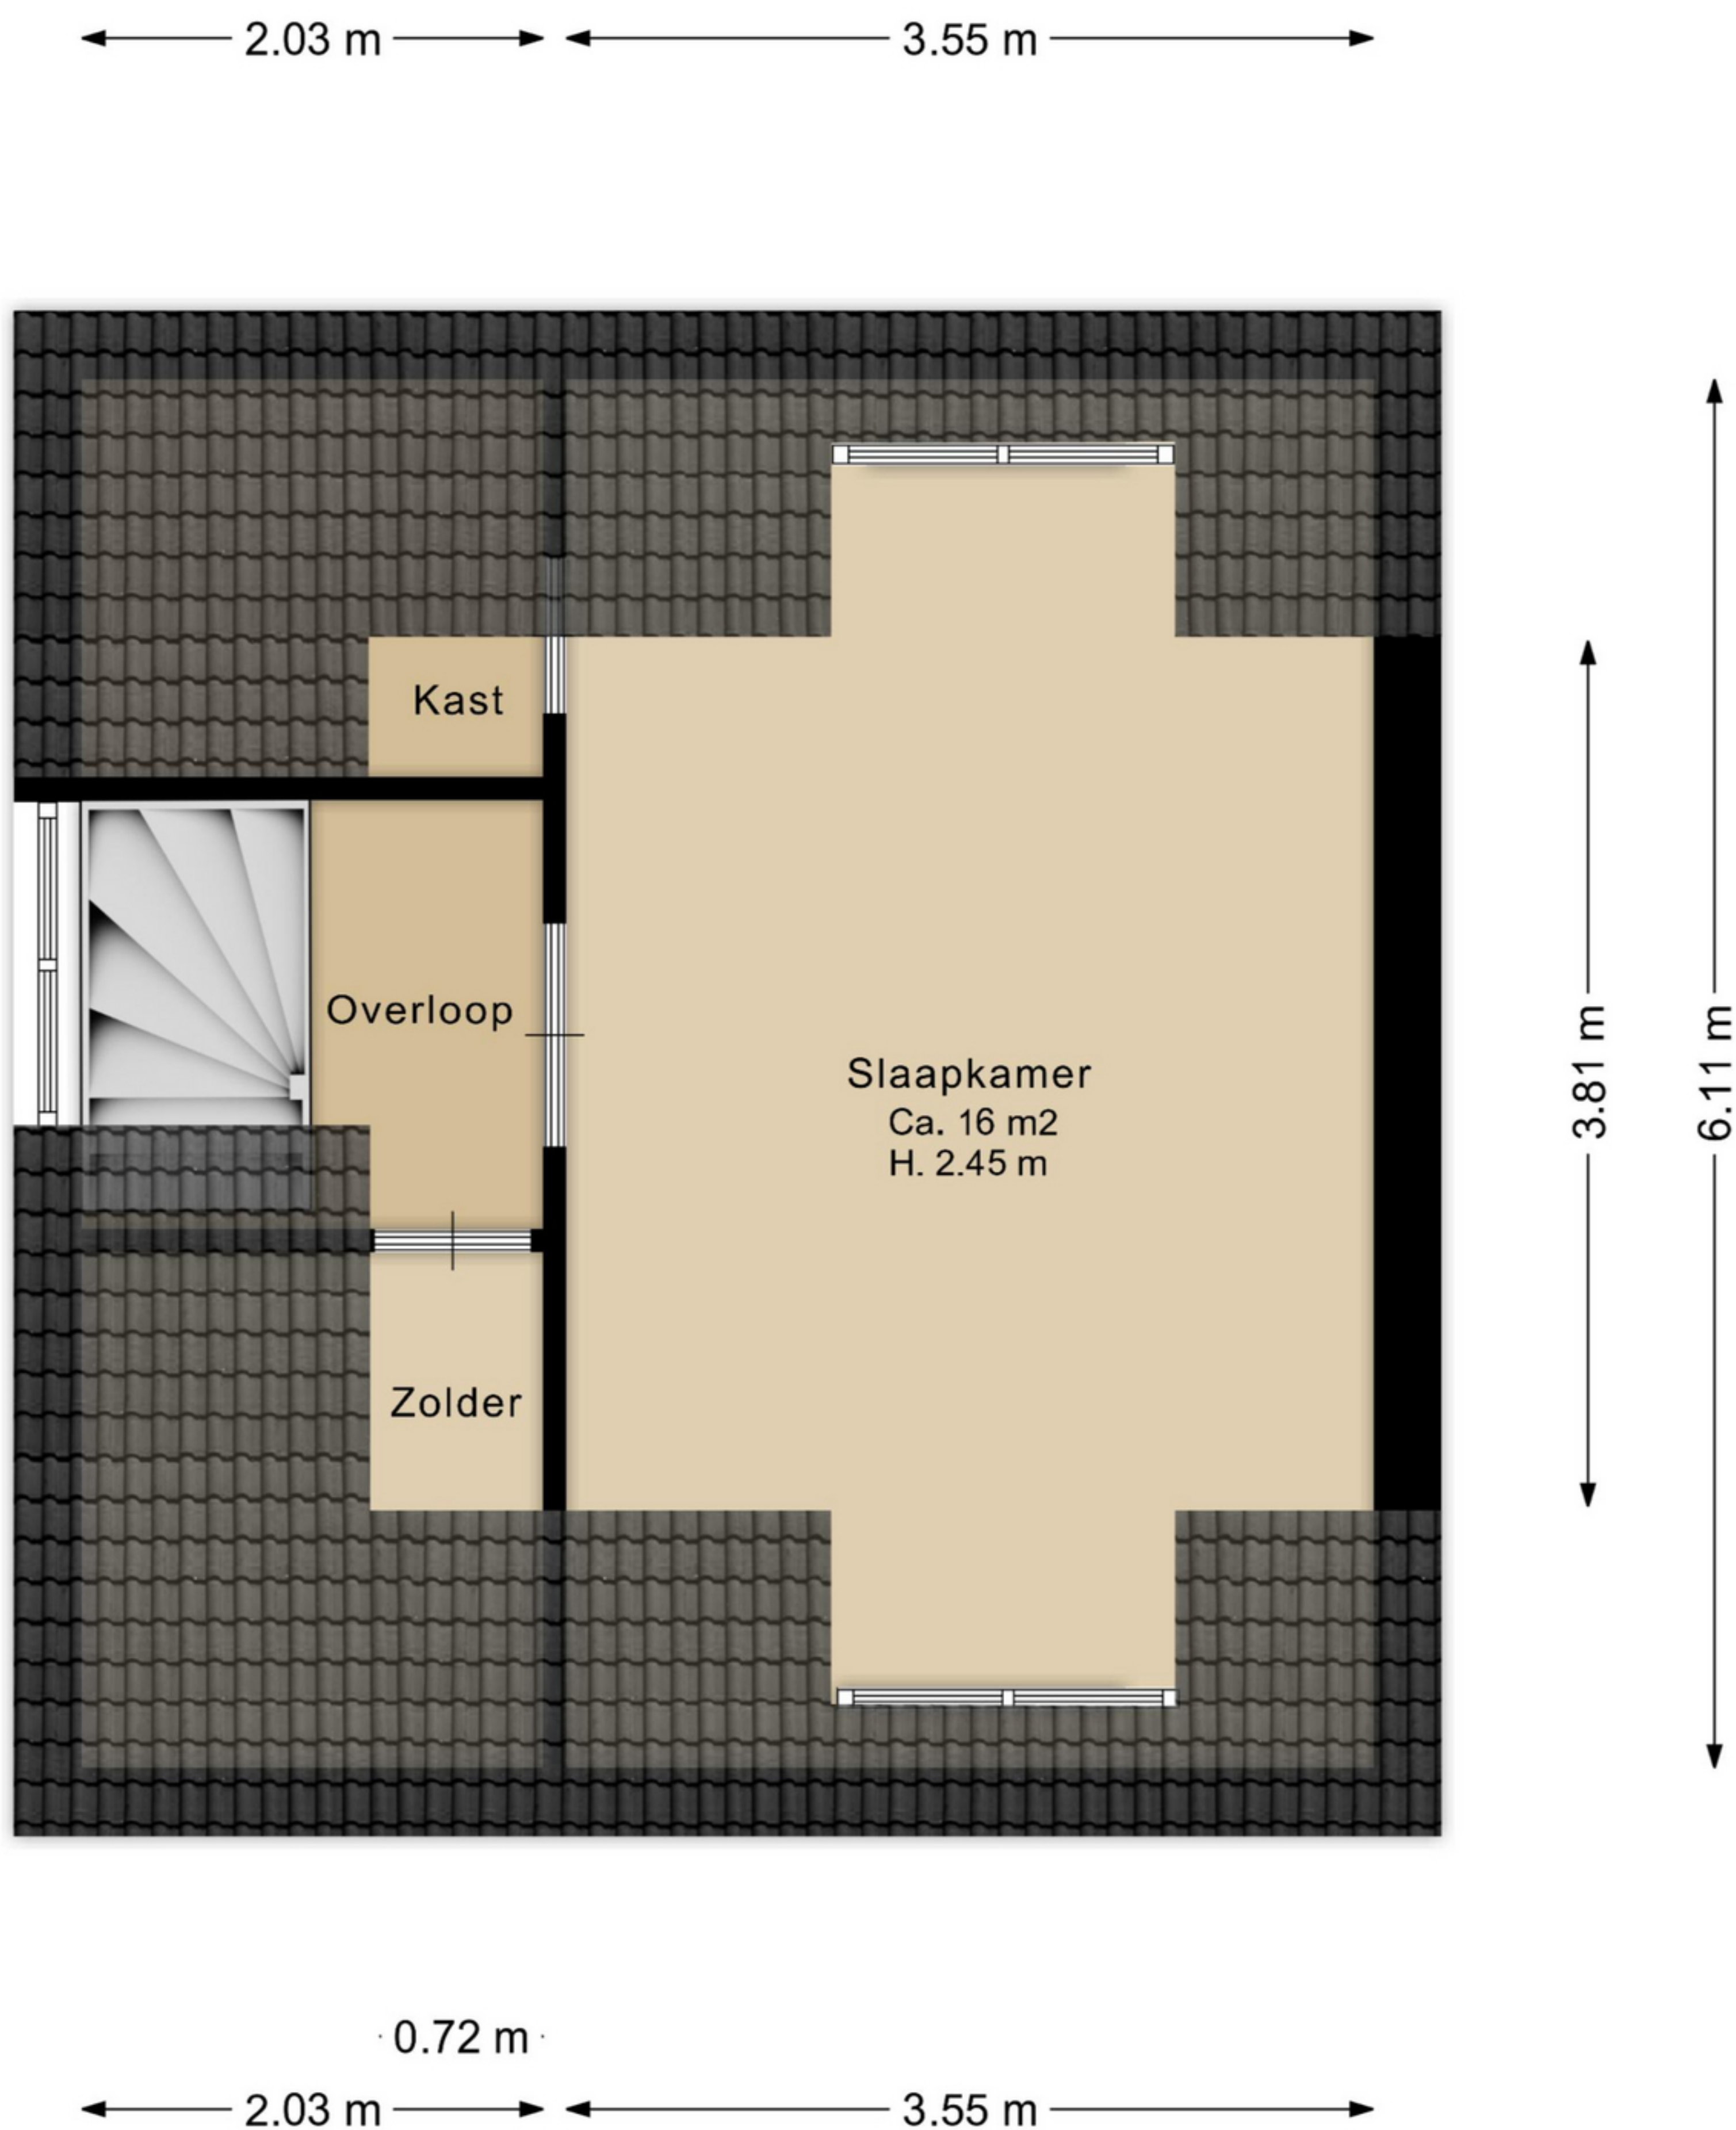 2.03 m
3.55 m
Kast
Overloop
Slaapkamer
Ca. 16 m2
H. 2.45 m
3.81 m
6.11 m
Zolder
0.72 m
2.03 m
3.55 m